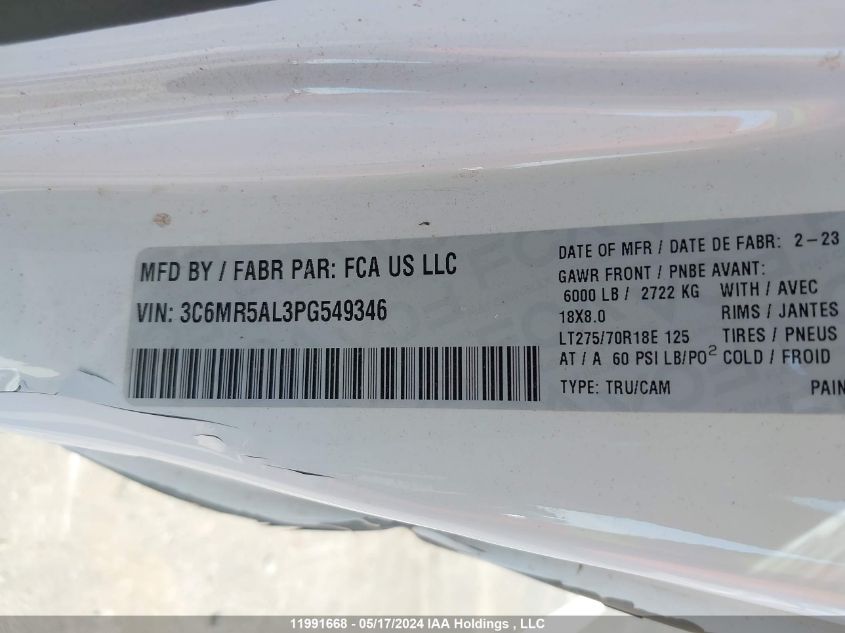 MFD BY / FABR PAR: FCA US LLC
VIN: 3C6MR5AL3PG549346
DATE OF MFR / DATE DE FABR: 2-23
GAWR FRONT / PNBE AVANT:
6000 LB / 2722 KG WITH / AVEC
18X8.0 RIMS / JANTES
LT275/70R18E 125 TIRES / PNEUS
AT / A 60 PSI LB/PO² COLD / FROID
TYPE: TRU/CAM PAIN
11991668 - 05/17/2024 IAA Holdings , LLC